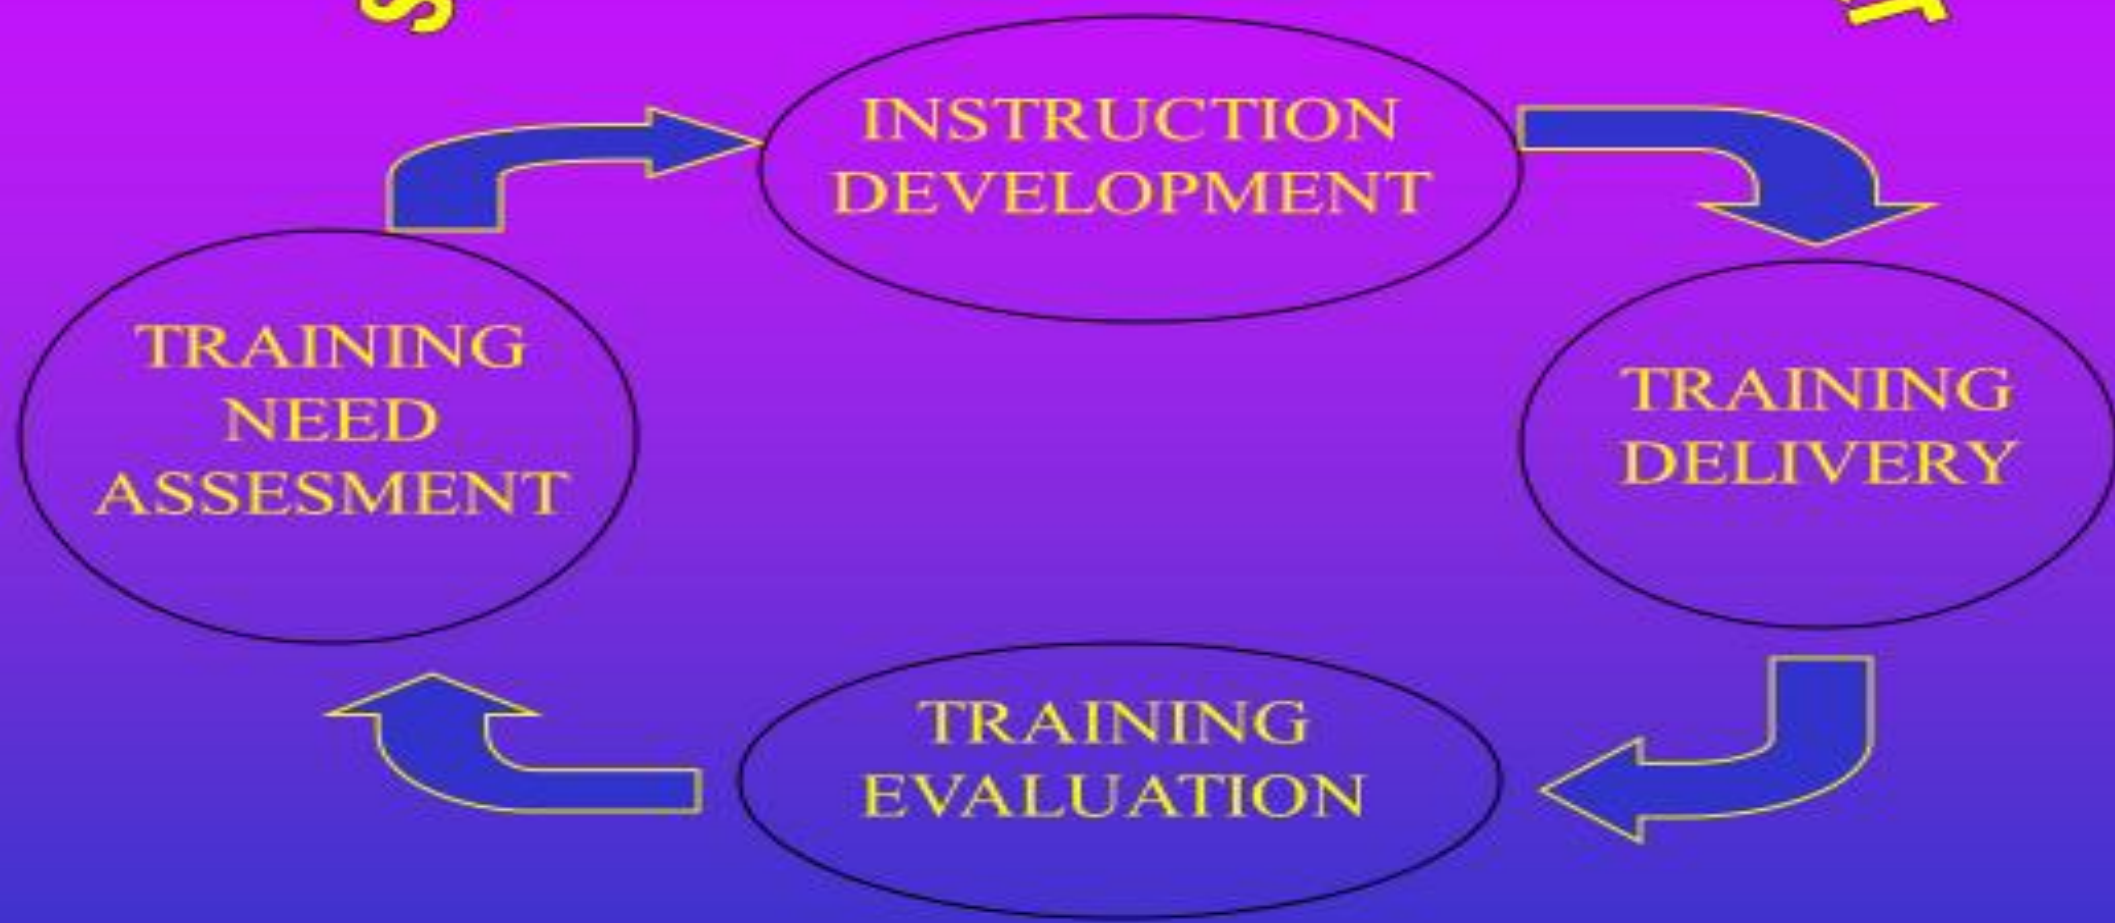 INSTRUCTION
DEVELOPMENT
TRAINING
NEED
ASSESMENT
TRAINING
DELIVERY
TRAINING
EVALUATION